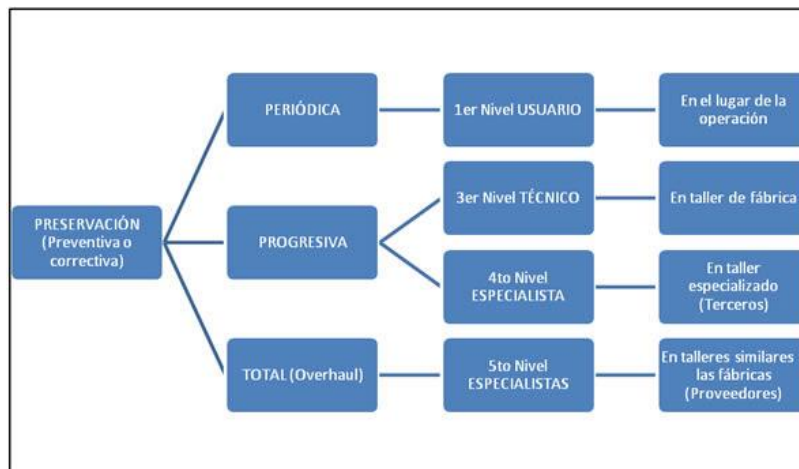 PERIÓDICA
1er Nivel USUARIO
En el lugar de la
operación
PRESERVACIÓN
(Preventiva o
correctiva)
PROGRESIVA
3er Nivel TÉCNICO
En taller de fábrica
4to Nivel
ESPECIALISTA
En taller
especializado
(Terceros)
TOTAL (Overhaul)
5to Nivel
ESPECIALISTAS
En talleres similares
las fábricas
(Proveedores)